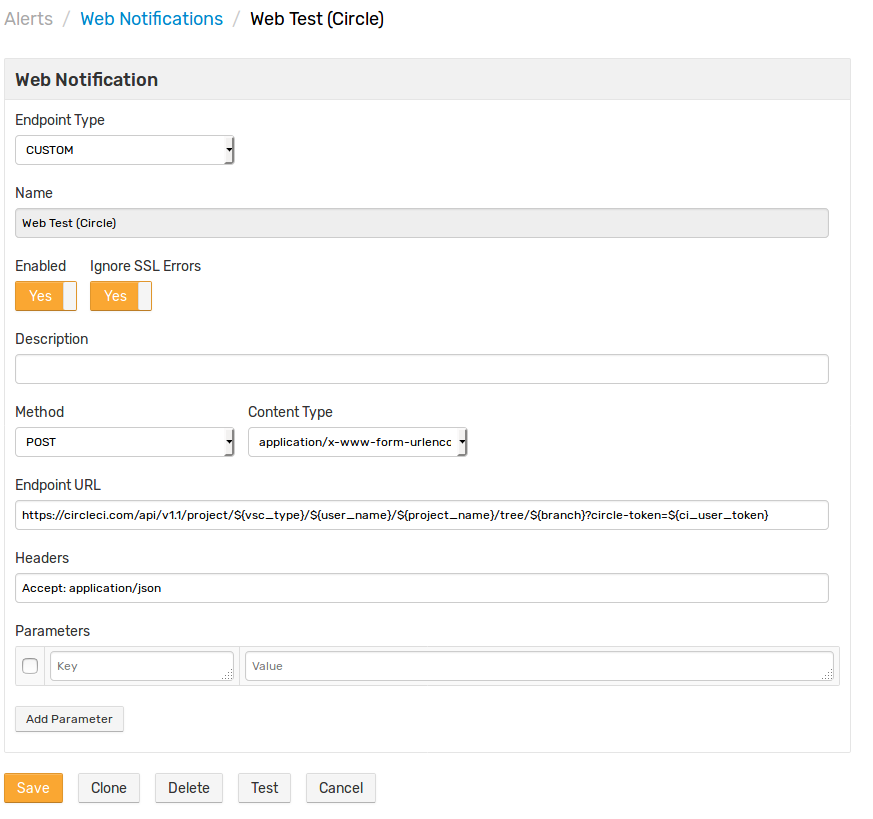 Alerts / Web Notifications / Web Test (Circle)
Web Notification
Endpoint Type
CUSTOM
Name
Web Test (Circle)
Enabled Ignore SSL Errors
Yes Yes
Description
Method Content Type
POST application/x-www-form-urlenc
Endpoint URL
https://circleci.com/api/v1.1/project/${vsc_type}/${user_name}/${project_name}/tree/${branch}?circle-token=${ci_user_token}
Headers
Accept: application/json
Parameters
Key Value
Add Parameter
Save Clone Delete Test Cancel